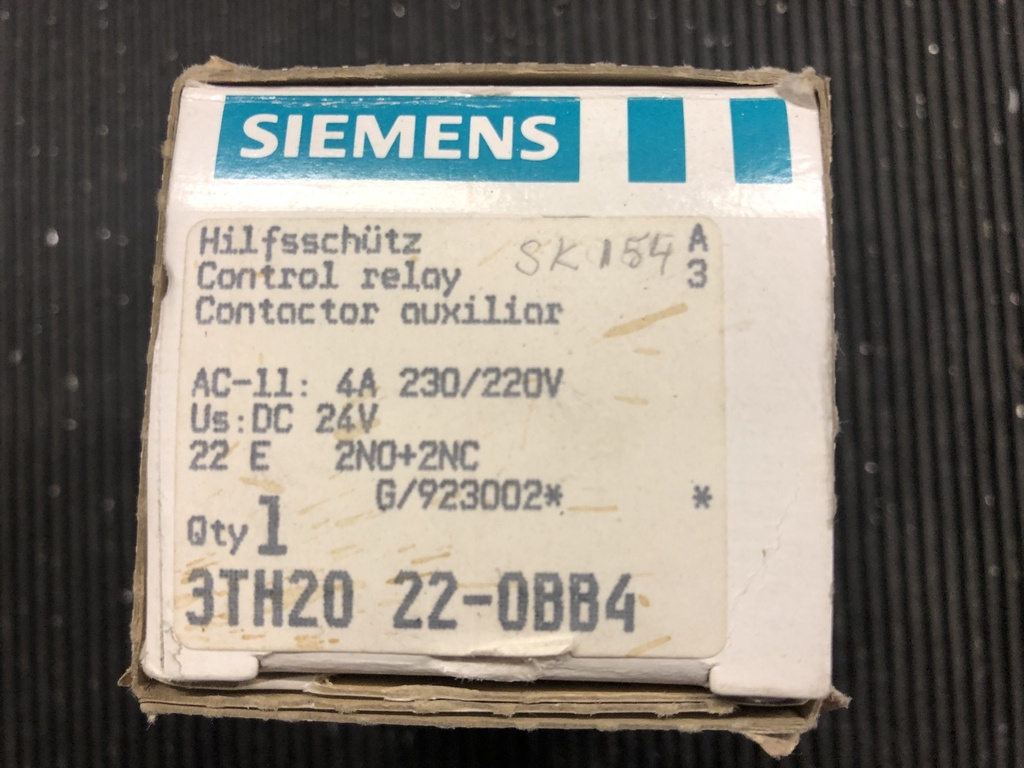 SIEMENS
Hilfsschütz SK 154 A
Control relay 3
Contactor auxiliar
AC-11: 4A 230/220V
Us:DC 24V
22 E 2NO+2NC
G/923002* *
Qty 1
3TH20 22-0BB4